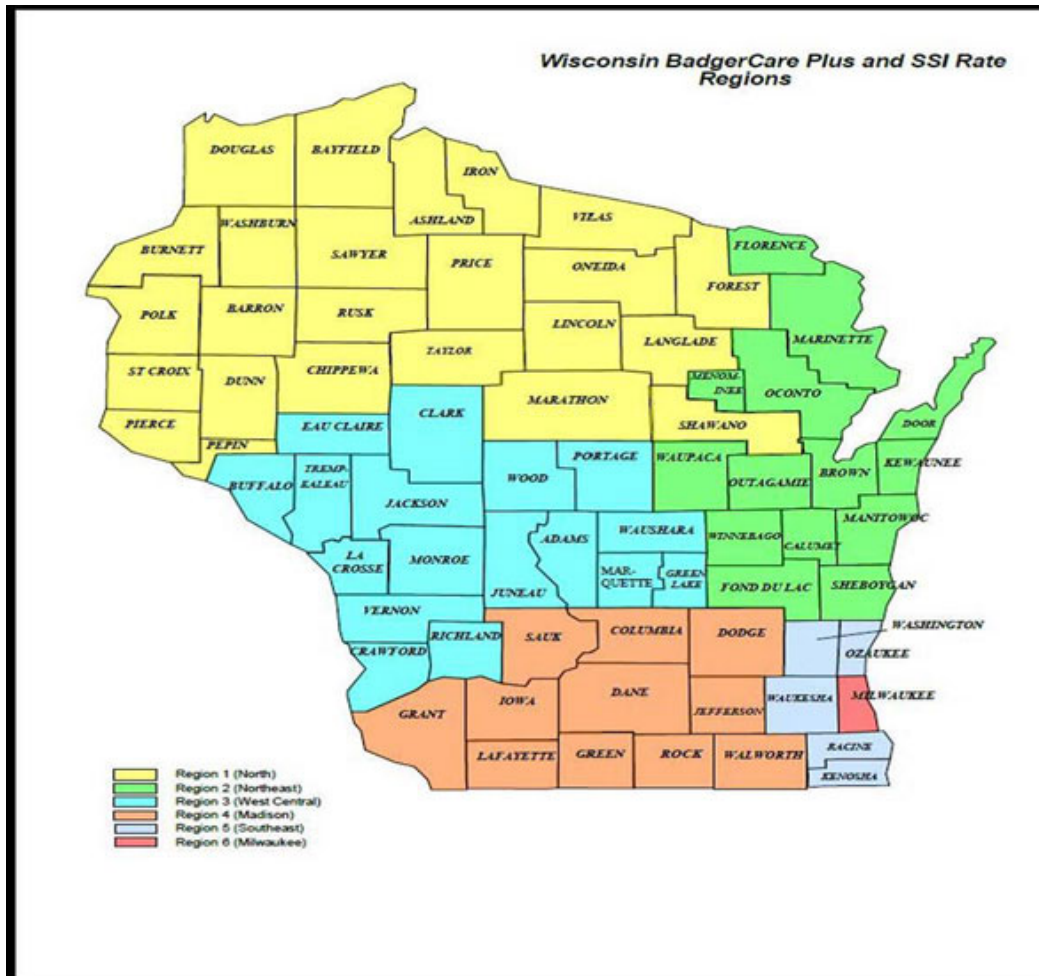 Wisconsin BadgerCare Plus and SSI Rate
Regions
DOUGLAS
BAYFIELD
IRON
ASHLAND
VILAS
WASHBURN
BURNETT
SAWYER
PRICE
ONEIDA
FLORENCE
FOREST
POLK
BARRON
RUSK
LINCOLN
MARINETTE
LANGLADE
TAYLOR
ST CROIX
DUNN
CHIPPEWA
MENOM-
INEE
OCONTO
MARATHON
CLARK
PIERCE
EAU CLAIRE
SHAWANO
DOOR
PEPIN
BUFFALO
TREMP-
EALEAU
JACKSON
WOOD
PORTAGE
WAUPACA
OUTAGAMIE
BROWN
KEWAUNEE
MANITOWOC
WAUSHARA
ADAMS
WINNEBAGO
CALUMET
LA
CROSSE
MONROE
JUNEAU
MAR-
QUETTE
GREEN
LAKE
FOND DU LAC
SHEBOYGAN
VERNON
RICHLAND
CRAWFORD
SAUK
COLUMBIA
DODGE
WASHINGTON
OZAUKEE
GRANT
IOWA
DANE
JEFFERSON
WAUKESHA
MILWAUKEE
LAFAYETTE
GREEN
ROCK
WALWORTH
RACINE
KENOSHA
Region 1 (North)
Region 2 (Northeast)
Region 3 (West Central)
Region 4 (Madison)
Region 5 (Southeast)
Region 6 (Milwaukee)